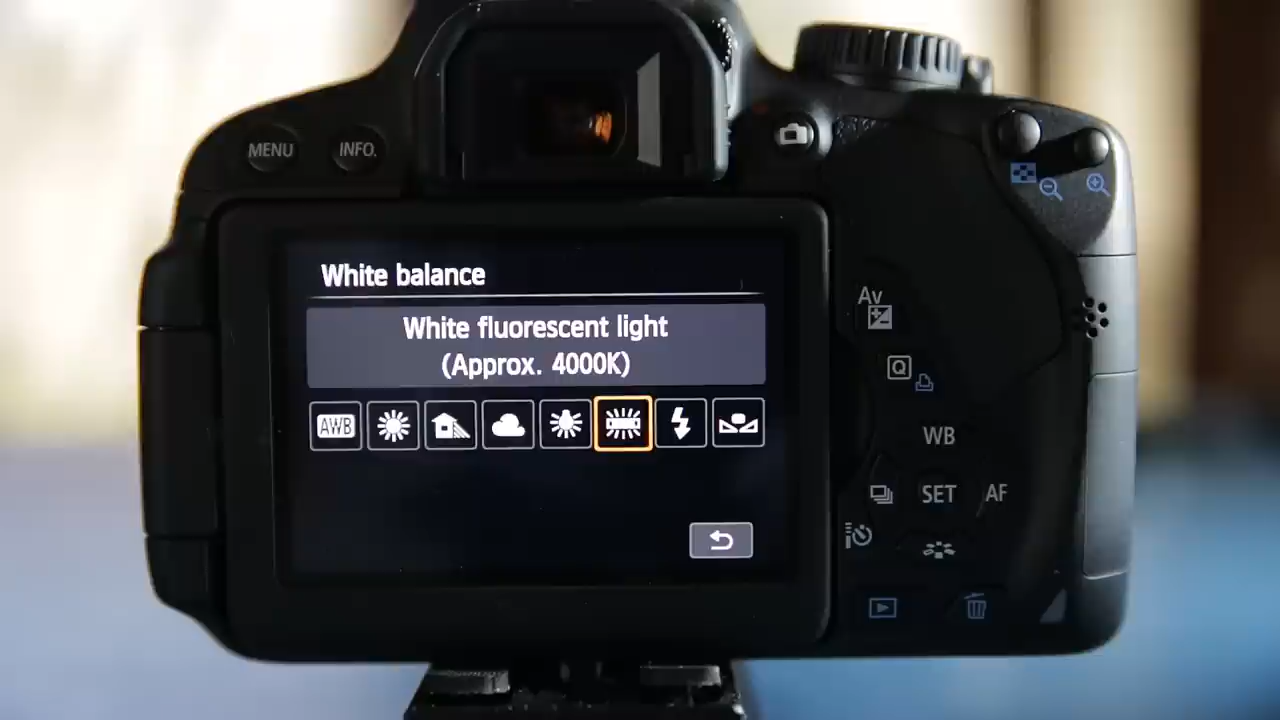 MENU INFO.
White balance
White fluorescent light
(Approx. 4000K)
AWB
Av
Q
WB
SET AF